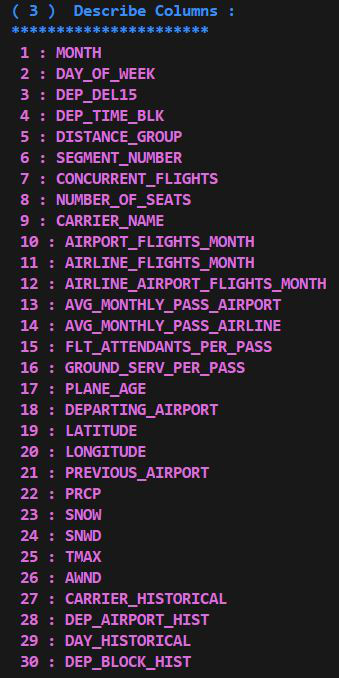 ( 3 )  Describe Columns :
**********************
1 : MONTH
2 : DAY_OF_WEEK
3 : DEP_DEL15
4 : DEP_TIME_BLK
5 : DISTANCE_GROUP
6 : SEGMENT_NUMBER
7 : CONCURRENT_FLIGHTS
8 : NUMBER_OF_SEATS
9 : CARRIER_NAME
10 : AIRPORT_FLIGHTS_MONTH
11 : AIRLINE_FLIGHTS_MONTH
12 : AIRLINE_AIRPORT_FLIGHTS_MONTH
13 : AVG_MONTHLY_PASS_AIRPORT
14 : AVG_MONTHLY_PASS_AIRLINE
15 : FLT_ATTENDANTS_PER_PASS
16 : GROUND_SERV_PER_PASS
17 : PLANE_AGE
18 : DEPARTING_AIRPORT
19 : LATITUDE
20 : LONGITUDE
21 : PREVIOUS_AIRPORT
22 : PRCP
23 : SNOW
24 : SNWD
25 : TMAX
26 : AWND
27 : CARRIER_HISTORICAL
28 : DEP_AIRPORT_HIST
29 : DAY_HISTORICAL
30 : DEP_BLOCK_HIST